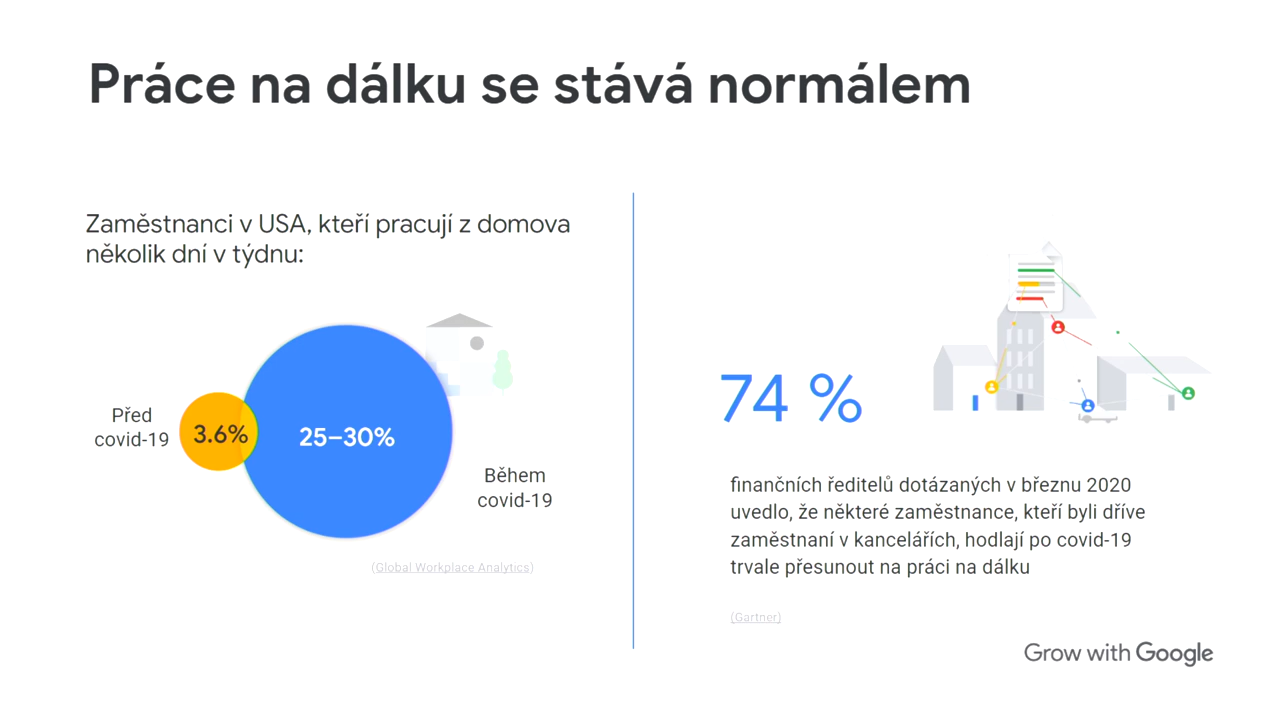 Práce na dálku se stává normálem
Zaměstnanci v USA, kteří pracují z domova
několik dní v týdnu:
Před
covid-19
3.6%
25–30%
Během
covid-19
(Global Workplace Analytics)
74 %
finančních ředitelů dotázaných v březnu 2020
uvedlo, že některé zaměstnance, kteří byli dříve
zaměstnaní v kancelářích, hodlají po covid-19
trvale přesunout na práci na dálku
(Gartner)
Grow with Google